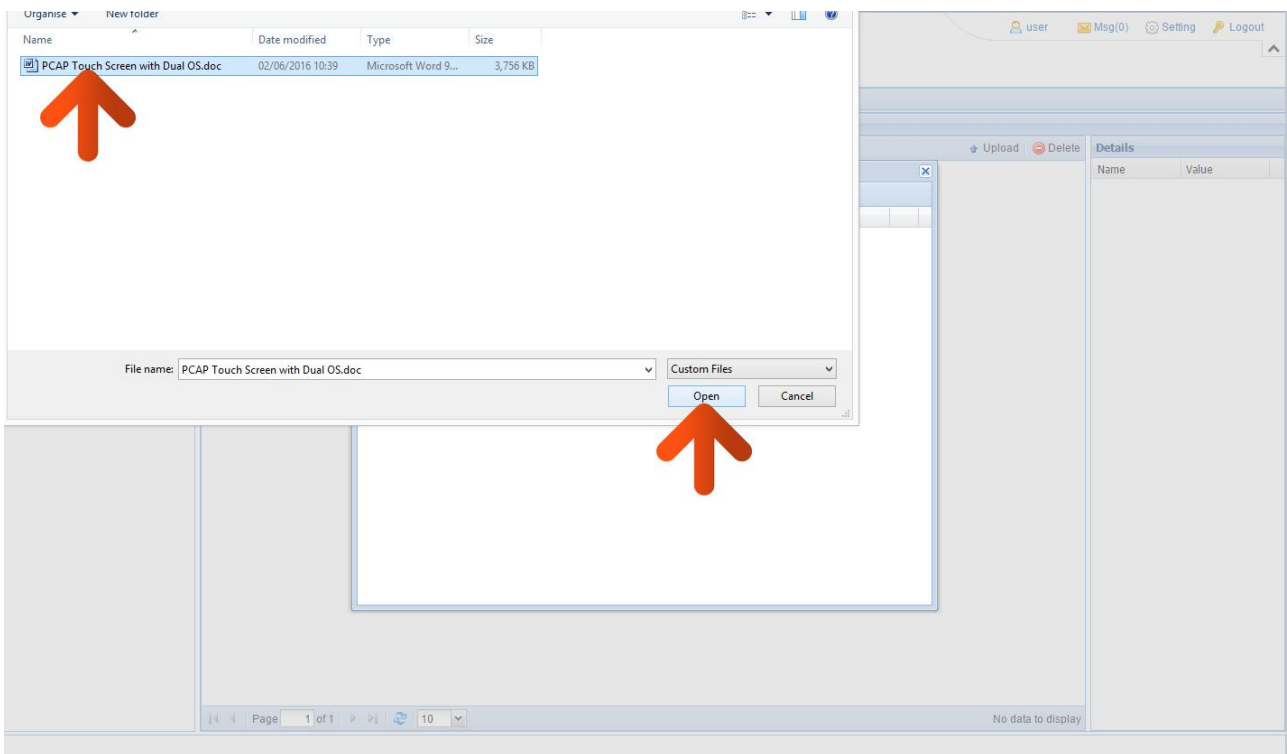 Organise New folder
user Msg(0) Setting Logout
Name Date modified Type Size
PCAP Touch Screen with Dual OS.doc 02/06/2016 10:39 Microsoft Word 9... 3,756 KB
Upload Delete Details
Name Value
File name: PCAP Touch Screen with Dual OS.doc Custom Files
Open Cancel
Page 1 of 1 10 No data to display